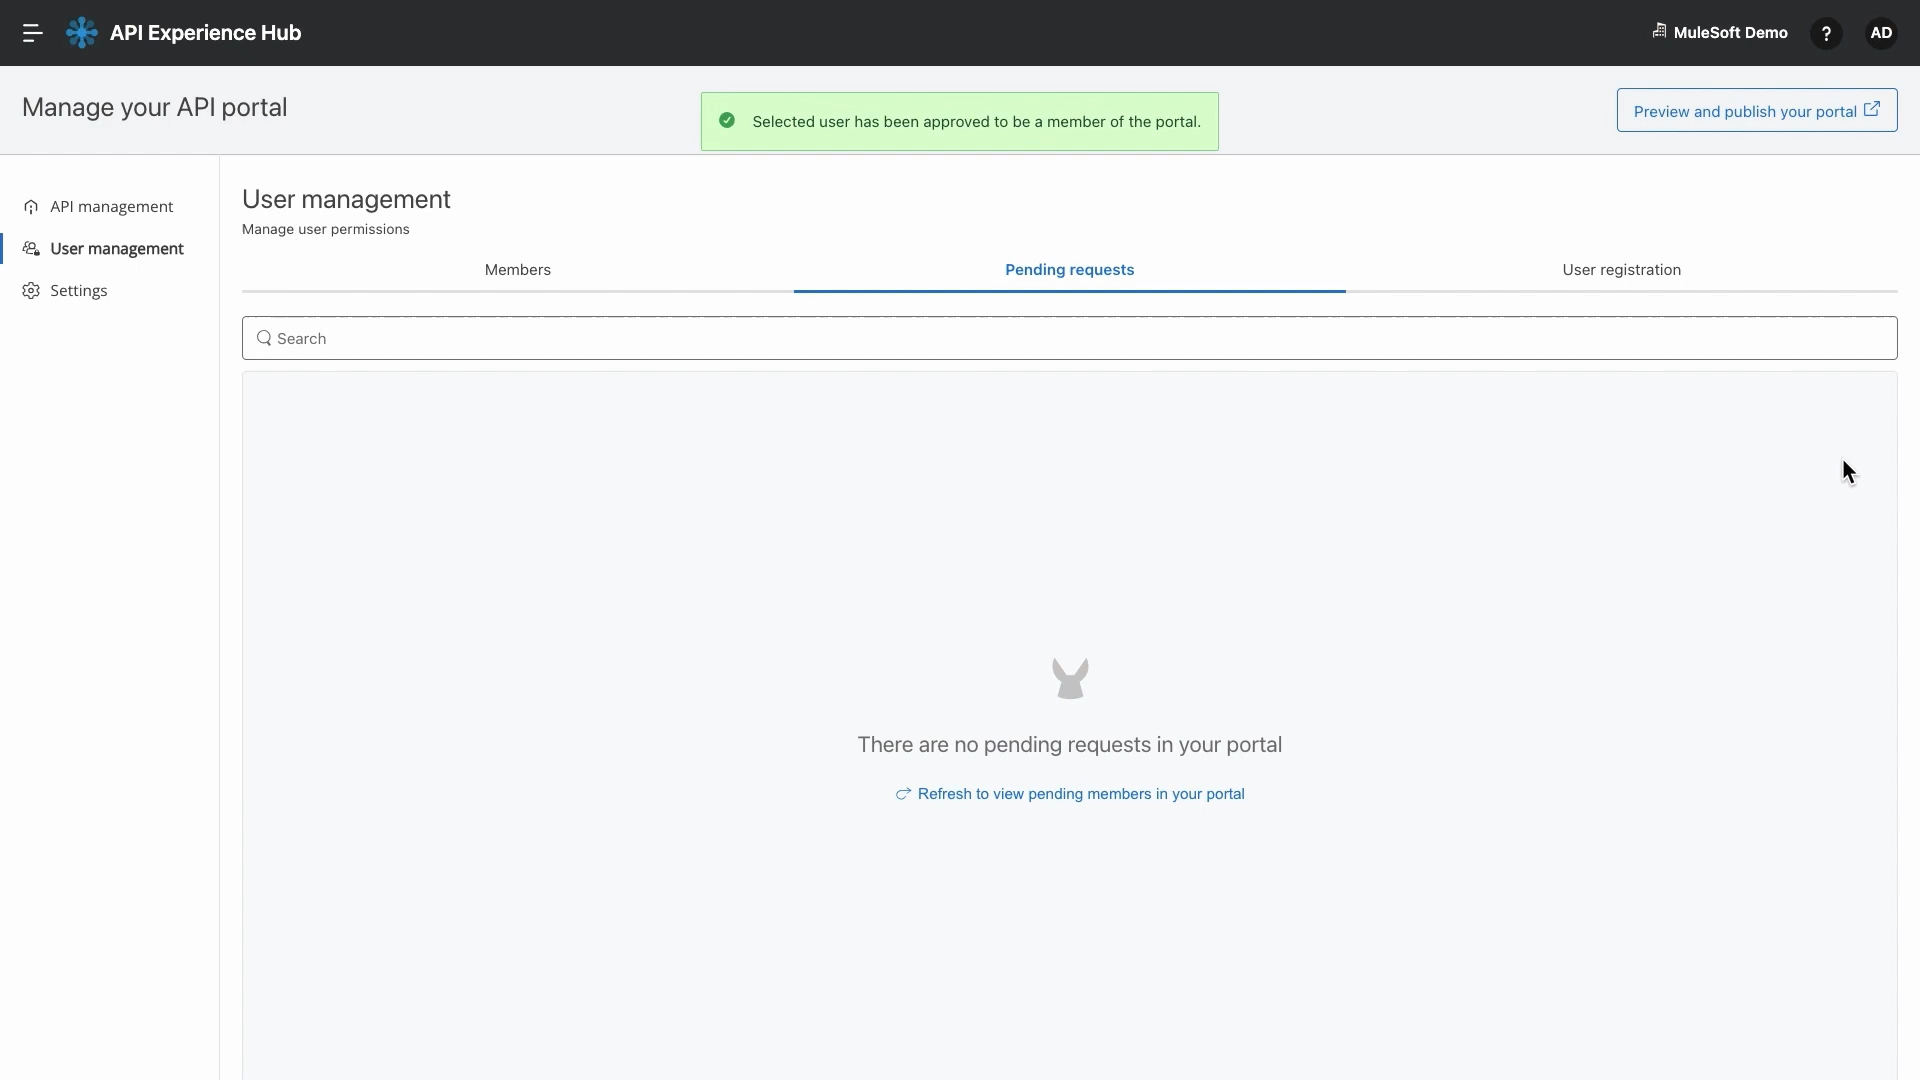 API Experience Hub
MuleSoft Demo
?
AD
Manage your API portal
Selected user has been approved to be a member of the portal.
Preview and publish your portal
API management
User management
Settings
User management
Manage user permissions
Members
Pending requests
User registration
Search
There are no pending requests in your portal
Refresh to view pending members in your portal